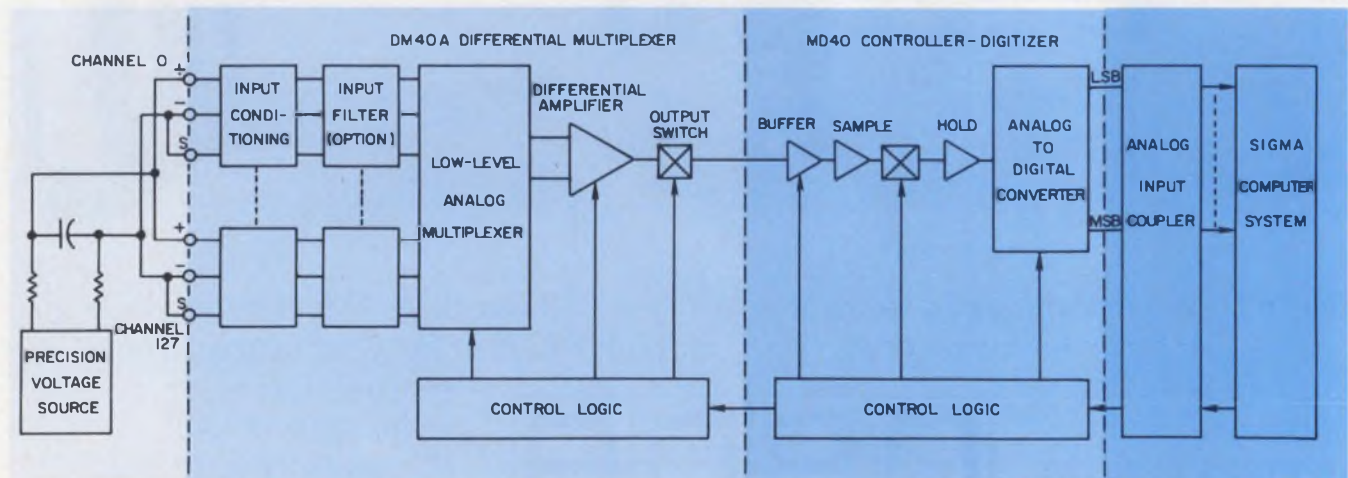 DM40A DIFFERENTIAL MULTIPLEXER
MD40 CONTROLLER-DIGITIZER
CHANNEL 0
+
-
S
INPUT
CONDI-
TIONING
INPUT
FILTER
(OPTION)
LOW-LEVEL
ANALOG
MULTIPLEXER
DIFFERENTIAL
AMPLIFIER
OUTPUT
SWITCH
BUFFER
SAMPLE
HOLD
ANALOG
TO
DIGITAL
CONVERTER
LSB
MSB
ANALOG
INPUT
COUPLER
SIGMA
COMPUTER
SYSTEM
+
-
S
CHANNEL
127
PRECISION
VOLTAGE
SOURCE
CONTROL LOGIC
CONTROL LOGIC